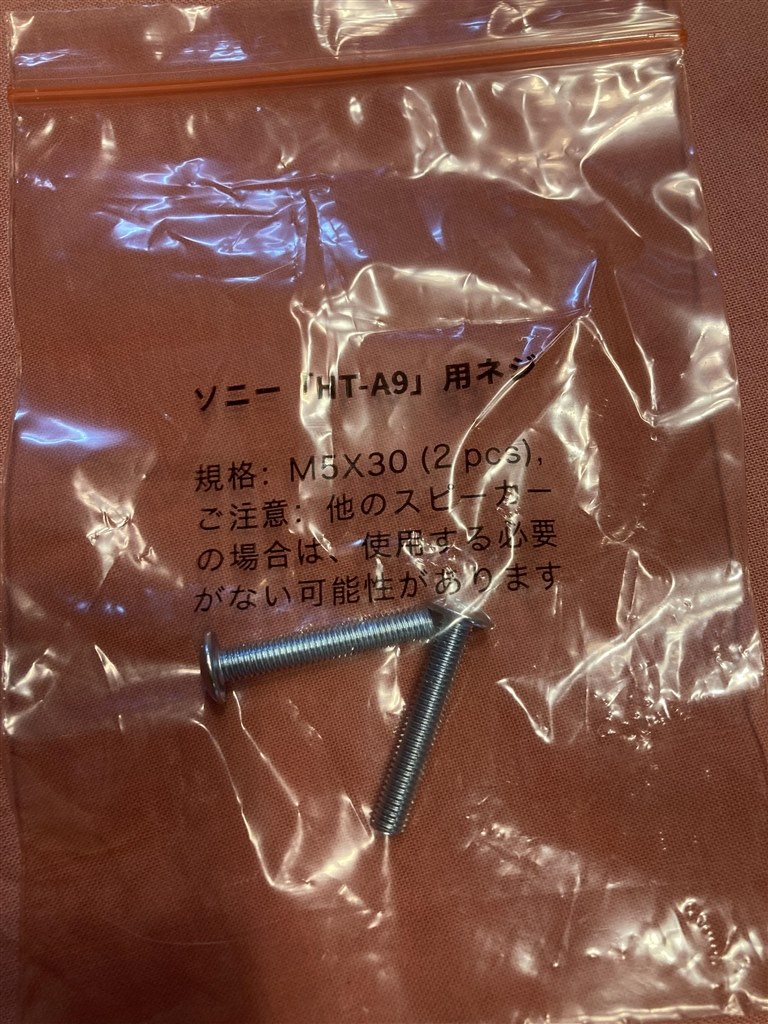 ソニー「HT-A9」用ネジ
規格: M5X30 (2 pcs),
ご注意: 他のスピーカー
の場合は、使用する必要
がない可能性があります